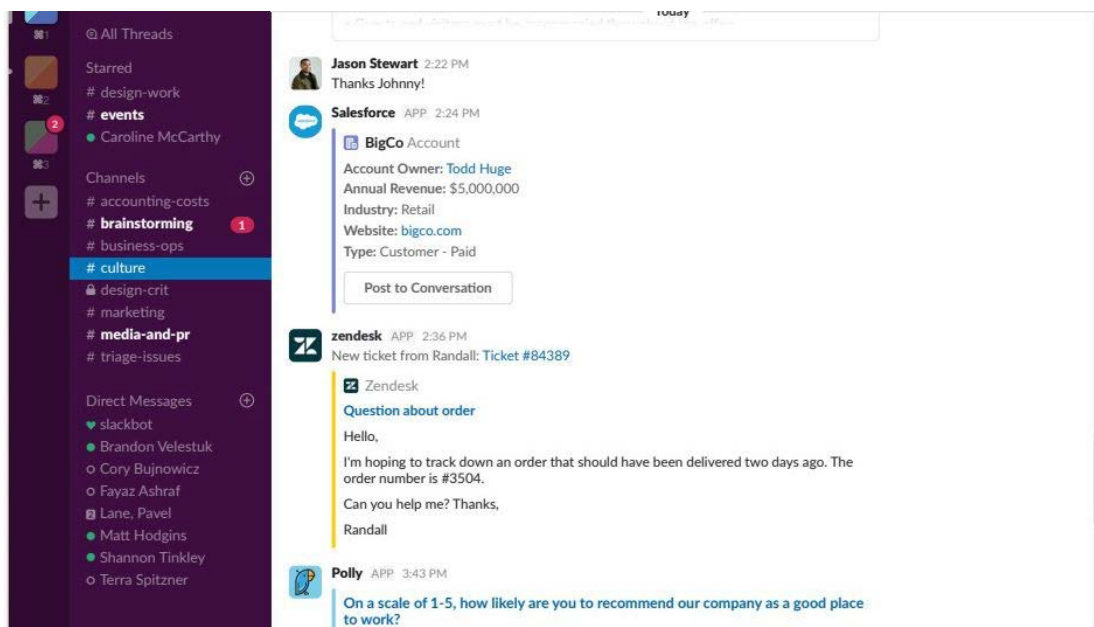 ⌘1
⌘2
2
⌘3
All Threads
Starred
# design-work
# events
Caroline McCarthy
Channels
# accounting-costs
# brainstorming 1
# business-ops
# culture
design-crit
# marketing
# media-and-pr
# triage-issues
Direct Messages
slackbot
Brandon Velestuk
Cory Bujnowicz
Fayaz Ashraf
2 Lane, Pavel
Matt Hodgins
Shannon Tinkley
Terra Spitzner
Today
Jason Stewart 2:22 PM
Thanks Johnny!
Salesforce APP 2:24 PM
BigCo Account
Account Owner: Todd Huge
Annual Revenue: $5,000,000
Industry: Retail
Website: bigco.com
Type: Customer - Paid
Post to Conversation
zendesk APP 2:36 PM
New ticket from Randall: Ticket #84389
Zendesk
Question about order
Hello,
I'm hoping to track down an order that should have been delivered two days ago. The
order number is #3504.
Can you help me? Thanks,
Randall
Polly APP 3:43 PM
On a scale of 1-5, how likely are you to recommend our company as a good place
to work?